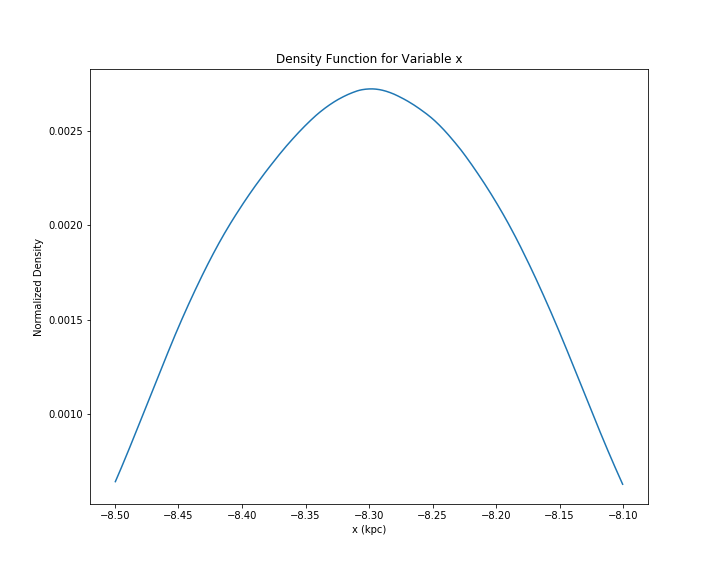 Density Function for Variable x
Normalized Density
0.0025
0.0020
0.0015
0.0010
−8.50 −8.45 −8.40 −8.35 −8.30 −8.25 −8.20 −8.15 −8.10
x (kpc)